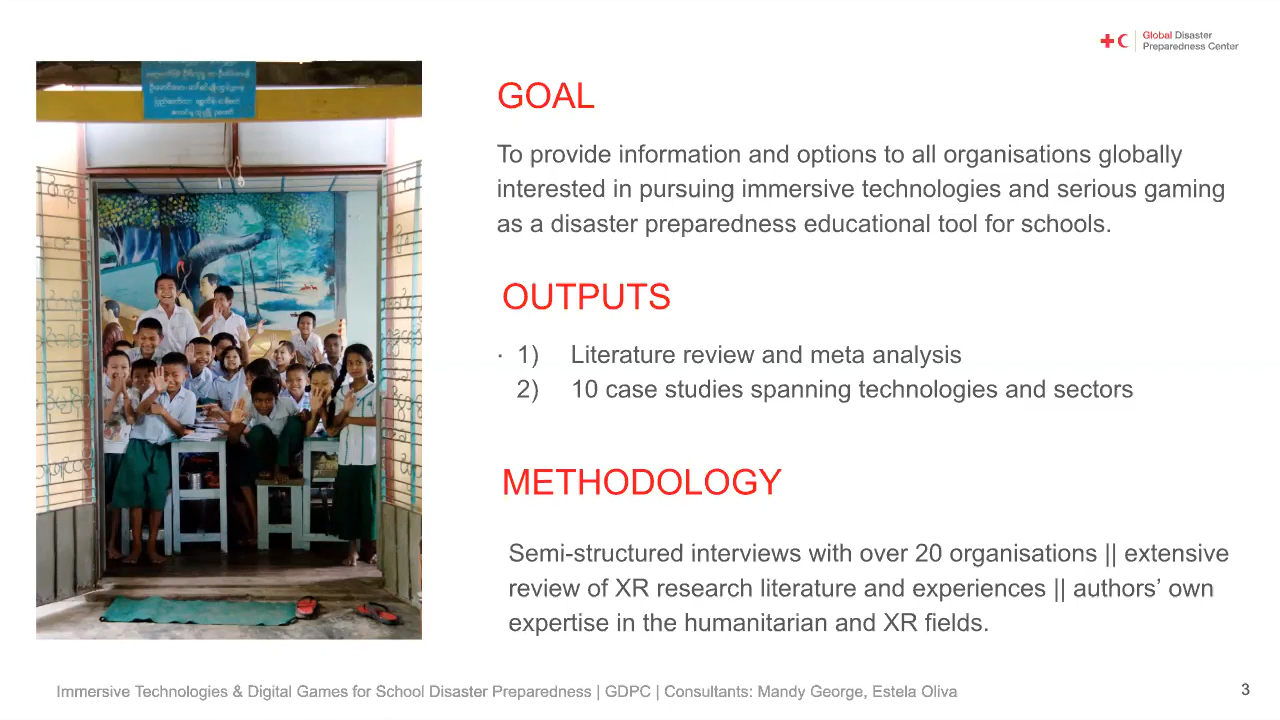 Global Disaster
Preparedness Center
GOAL
To provide information and options to all organisations globally
interested in pursuing immersive technologies and serious gaming
as a disaster preparedness educational tool for schools.
OUTPUTS
· 1) Literature review and meta analysis
2) 10 case studies spanning technologies and sectors
METHODOLOGY
Semi-structured interviews with over 20 organisations || extensive
review of XR research literature and experiences || authors’ own
expertise in the humanitarian and XR fields.
Immersive Technologies & Digital Games for School Disaster Preparedness | GDPC | Consultants: Mandy George, Estela Oliva
3